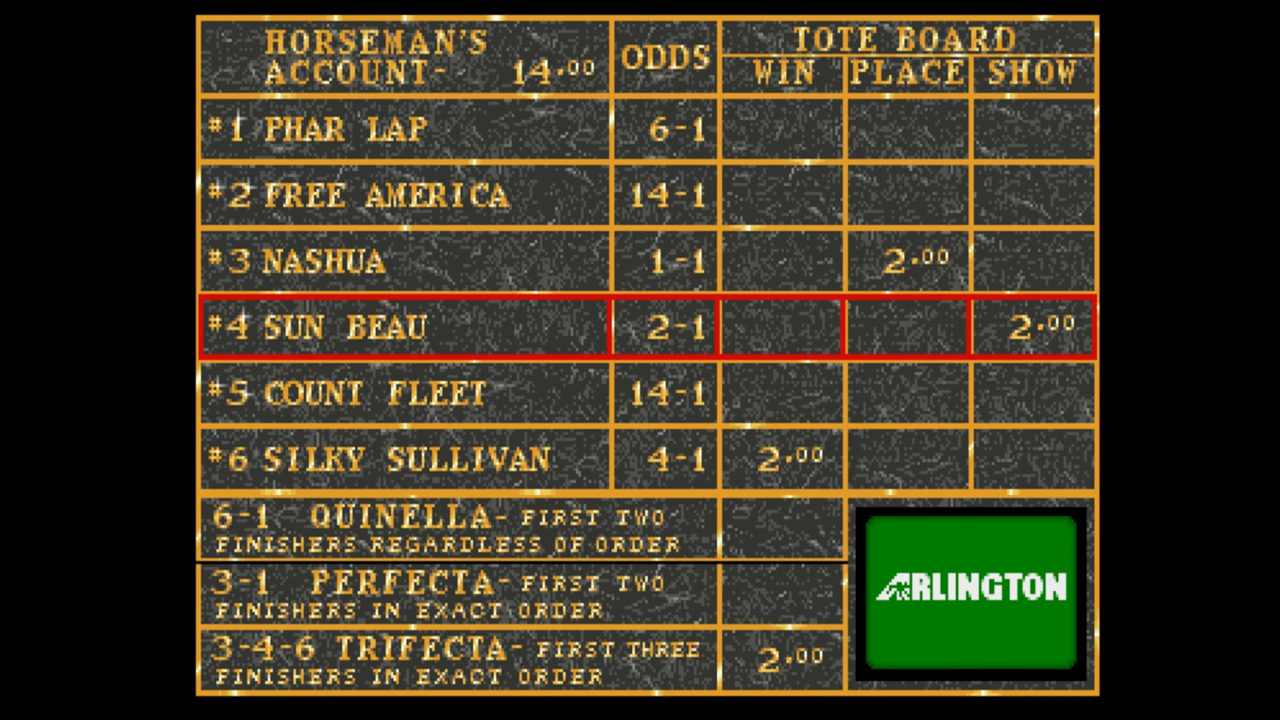 HORSEMAN'S
ACCOUNT- 14.00
ODDS
TOTE BOARD
WIN PLACE SHOW
#1 PHAR LAP 6-1
#2 FREE AMERICA 14-1
#3 NASHUA 1-1 2.00
#4 SUN BEAU 2-1 2.00
#5 COUNT FLEET 14-1
#6 SILKY SULLIVAN 4-1 2.00
6-1 QUINELLA- FIRST TWO
FINISHERS REGARDLESS OF ORDER
3-1 PERFECTA- FIRST TWO
FINISHERS IN EXACT ORDER
3-4-6 TRIFECTA- FIRST THREE
FINISHERS IN EXACT ORDER
2.00
ARLINGTON